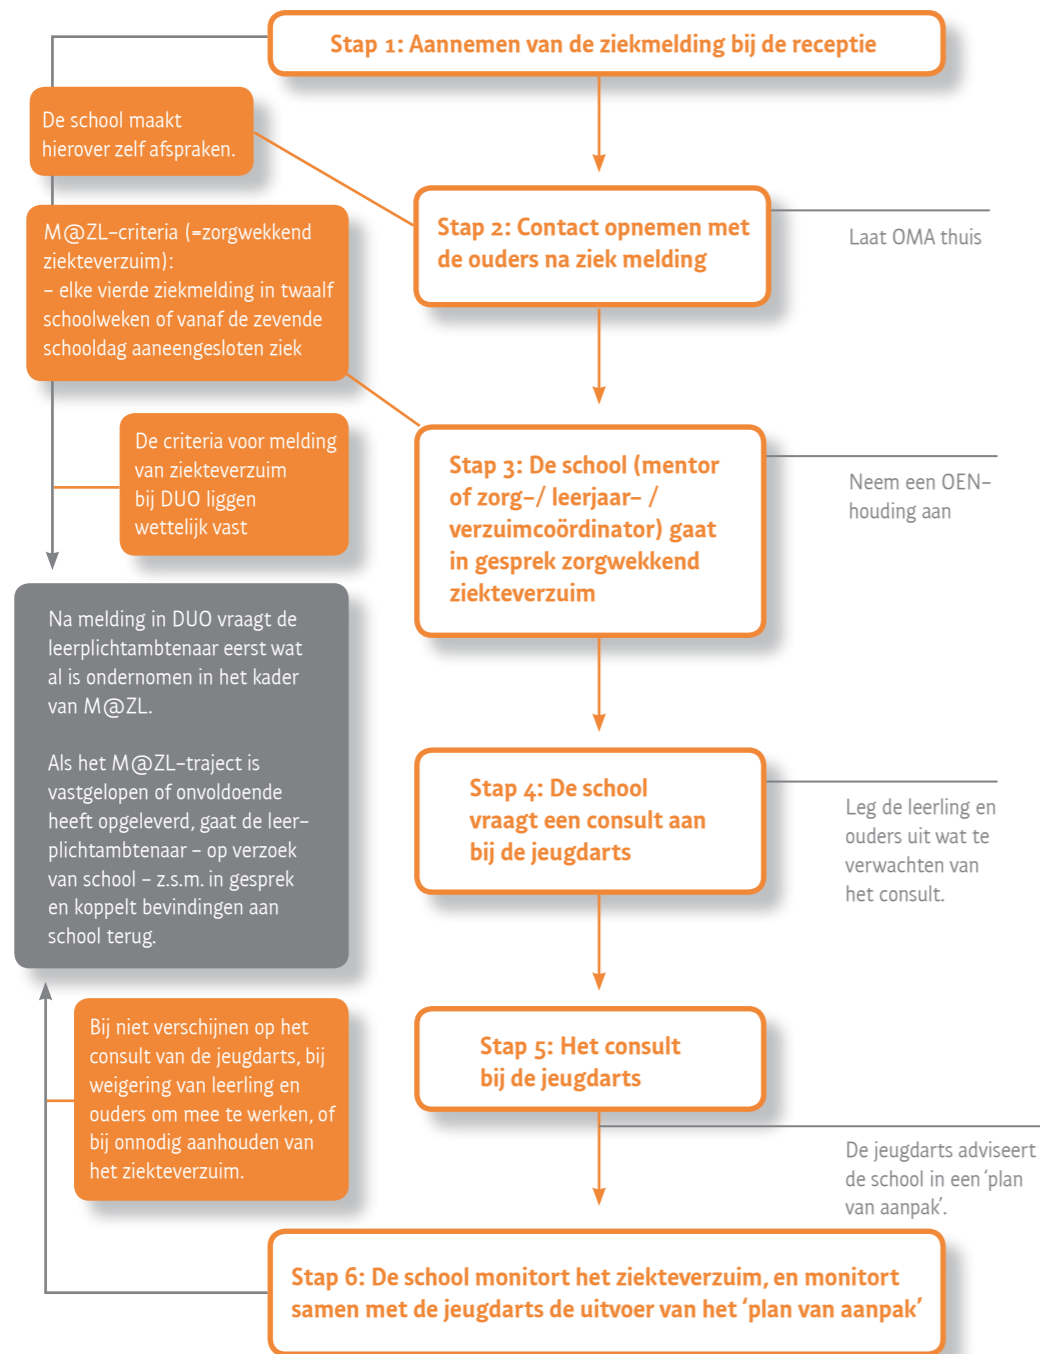 Stap 1: Aannemen van de ziekmelding bij de receptie
De school maakt
hierover zelf afspraken.
Stap 2: Contact opnemen met
de ouders na ziek melding
Laat OMA thuis
M@ZL-criteria (=zorgwekkend
ziekteverzuim):
– elke vierde ziekmelding in twaalf
schoolweken of vanaf de zevende
schooldag aaneengesloten ziek
De criteria voor melding
van ziekteverzuim
bij DUO liggen
wettelijk vast
Stap 3: De school (mentor
of zorg-/ leerjaar- /
verzuimcoördinator) gaat
in gesprek zorgwekkend
ziekteverzuim
Neem een OEN-
houding aan
Na melding in DUO vraagt de
leerplichtambtenaar eerst wat
al is ondernomen in het kader
van M@ZL.
Als het M@ZL-traject is
vastgelopen of onvoldoende
heeft opgeleverd, gaat de leer-
plichtambtenaar – op verzoek
van school – z.s.m. in gesprek
en koppelt bevindingen aan
school terug.
Stap 4: De school
vraagt een consult aan
bij de jeugdarts
Leg de leerling en
ouders uit wat te
verwachten van
het consult.
Bij niet verschijnen op het
consult van de jeugdarts, bij
weigering van leerling en
ouders om mee te werken, of
bij onnodig aanhouden van
het ziekteverzuim.
Stap 5: Het consult
bij de jeugdarts
De jeugdarts adviseert
de school in een ‘plan
van aanpak’.
Stap 6: De school monitort het ziekteverzuim, en monitort
samen met de jeugdarts de uitvoer van het ‘plan van aanpak’